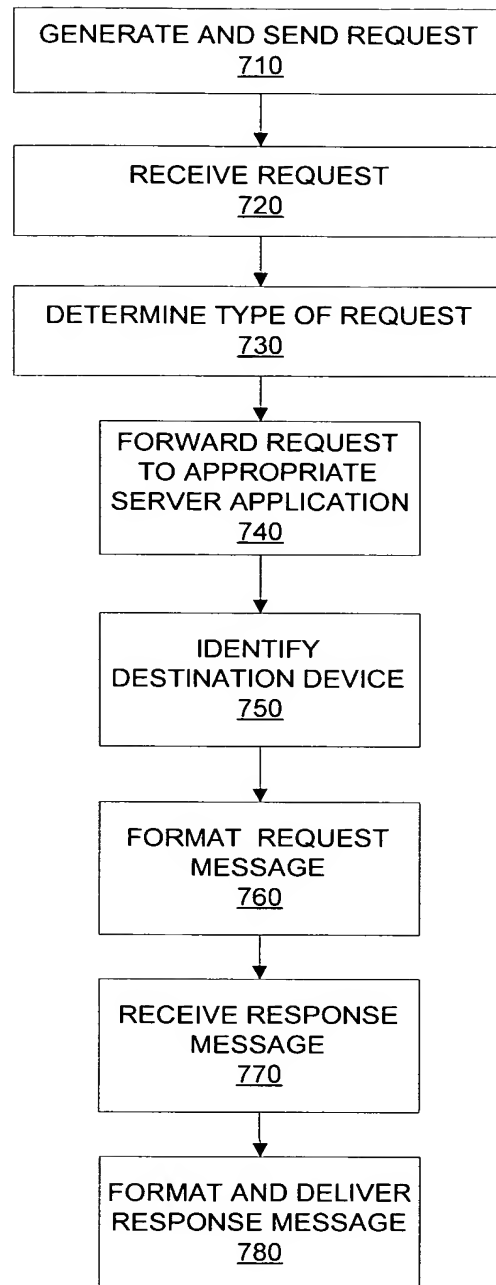 GENERATE AND SEND REQUEST
710
RECEIVE REQUEST
720
DETERMINE TYPE OF REQUEST
730
FORWARD REQUEST
TO APPROPRIATE
SERVER APPLICATION
740
IDENTIFY
DESTINATION DEVICE
750
FORMAT REQUEST
MESSAGE
760
RECEIVE RESPONSE
MESSAGE
770
FORMAT AND DELIVER
RESPONSE MESSAGE
780